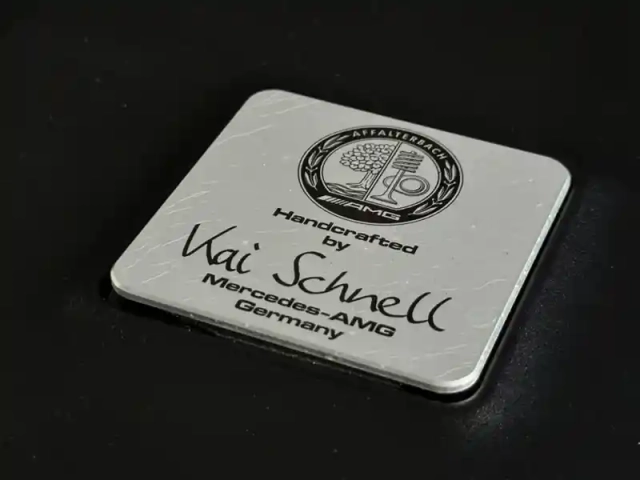 AFFALTERBACH
AMG
Handcrafted
by
Kai Schnell
Mercedes-AMG
Germany